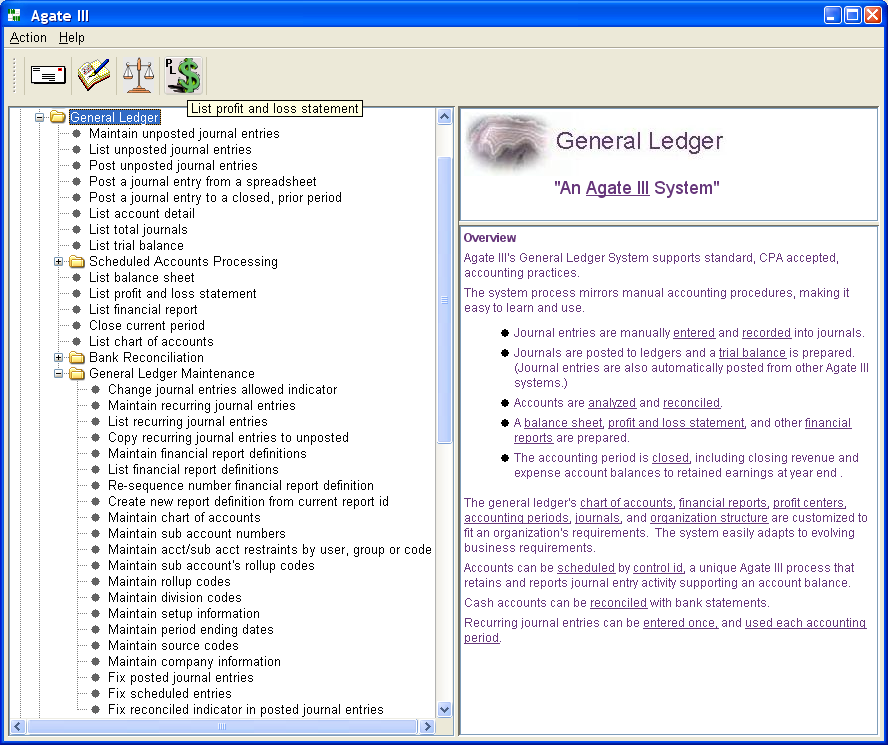 Agate III
Action Help
P
L
List profit and loss statement
General Ledger
Maintain unposted journal entries
List unposted journal entries
Post unposted journal entries
Post a journal entry from a spreadsheet
Post a journal entry to a closed, prior period
List account detail
List total journals
List trial balance
Scheduled Accounts Processing
List balance sheet
List profit and loss statement
List financial report
Close current period
List chart of accounts
Bank Reconciliation
General Ledger Maintenance
Change journal entries allowed indicator
Maintain recurring journal entries
List recurring journal entries
Copy recurring journal entries to unposted
Maintain financial report definitions
List financial report definitions
Re-sequence number financial report definition
Create new report definition from current report id
Maintain chart of accounts
Maintain sub account numbers
Maintain acct/sub acct restraints by user, group or code
Maintain sub account's rollup codes
Maintain rollup codes
Maintain division codes
Maintain setup information
Maintain period ending dates
Maintain source codes
Maintain company information
Fix posted journal entries
Fix scheduled entries
Fix reconciled indicator in posted journal entries
General Ledger
"An Agate III System"
Overview
Agate III's General Ledger System supports standard, CPA accepted,
accounting practices.
The system process mirrors manual accounting procedures, making it
easy to learn and use.
Journal entries are manually entered and recorded into journals.
Journals are posted to ledgers and a trial balance is prepared.
(Journal entries are also automatically posted from other Agate III
systems.)
Accounts are analyzed and reconciled.
A balance sheet, profit and loss statement, and other financial
reports are prepared.
The accounting period is closed, including closing revenue and
expense account balances to retained earnings at year end .
The general ledger's chart of accounts, financial reports, profit centers,
accounting periods, journals, and organization structure are customized to
fit an organization's requirements. The system easily adapts to evolving
business requirements.
Accounts can be scheduled by control id, a unique Agate III process that
retains and reports journal entry activity supporting an account balance.
Cash accounts can be reconciled with bank statements.
Recurring journal entries can be entered once, and used each accounting
period.